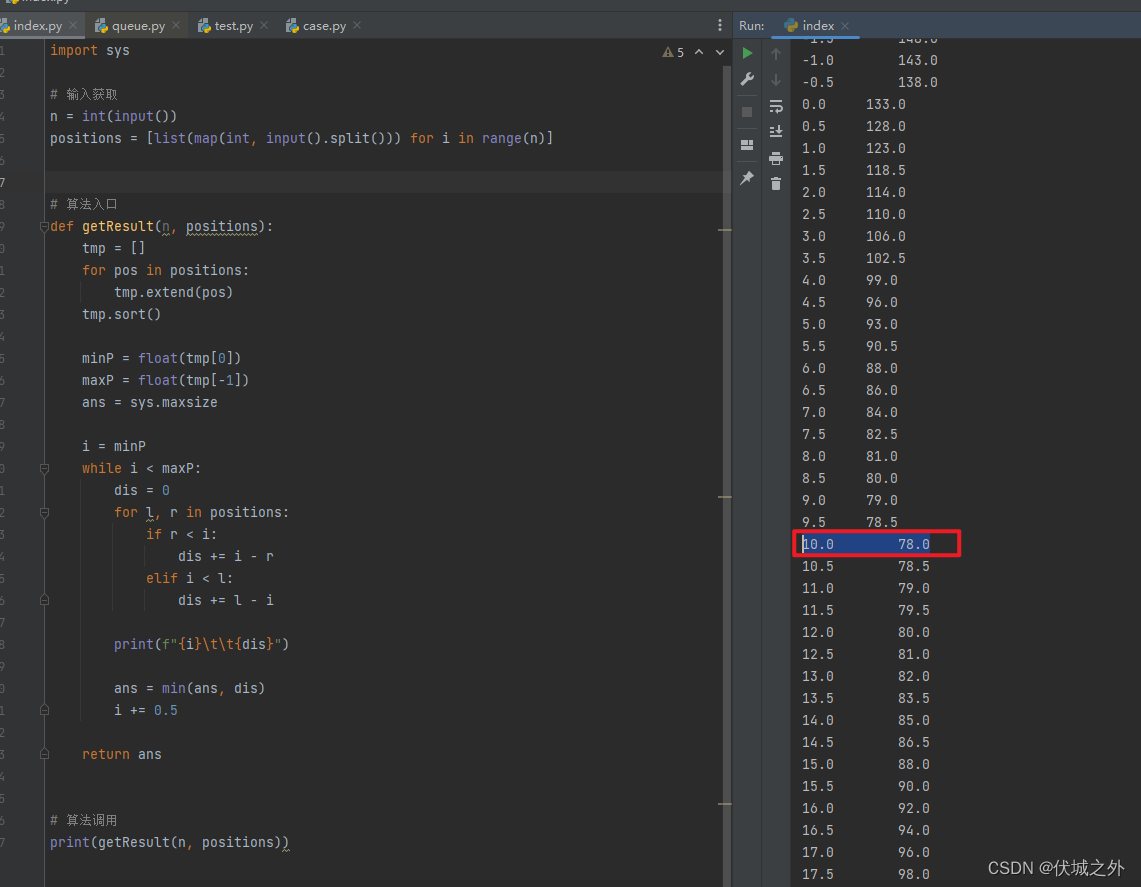 index.py
index.py
queue.py
test.py
case.py
Run:
index
5
import sys
# 输入获取
n = int(input())
positions = [list(map(int, input().split())) for i in range(n)]
# 算法入口
def getResult(n, positions):
tmp = []
for pos in positions:
tmp.extend(pos)
tmp.sort()
minP = float(tmp[0])
maxP = float(tmp[-1])
ans = sys.maxsize
i = minP
while i < maxP:
dis = 0
for l, r in positions:
if r < i:
dis += i - r
elif i < l:
dis += l - i
print(f"{i}\t\t{dis}")
ans = min(ans, dis)
i += 0.5
return ans
# 算法调用
print(getResult(n, positions))
-1.5 148.0
-1.0 143.0
-0.5 138.0
0.0 133.0
0.5 128.0
1.0 123.0
1.5 118.5
2.0 114.0
2.5 110.0
3.0 106.0
3.5 102.5
4.0 99.0
4.5 96.0
5.0 93.0
5.5 90.5
6.0 88.0
6.5 86.0
7.0 84.0
7.5 82.5
8.0 81.0
8.5 80.0
9.0 79.0
9.5 78.5
10.0 78.0
10.5 78.5
11.0 79.0
11.5 79.5
12.0 80.0
12.5 81.0
13.0 82.0
13.5 83.5
14.0 85.0
14.5 86.5
15.0 88.0
15.5 90.0
16.0 92.0
16.5 94.0
17.0 96.0
17.5 98.0
CSDN @伏城之外